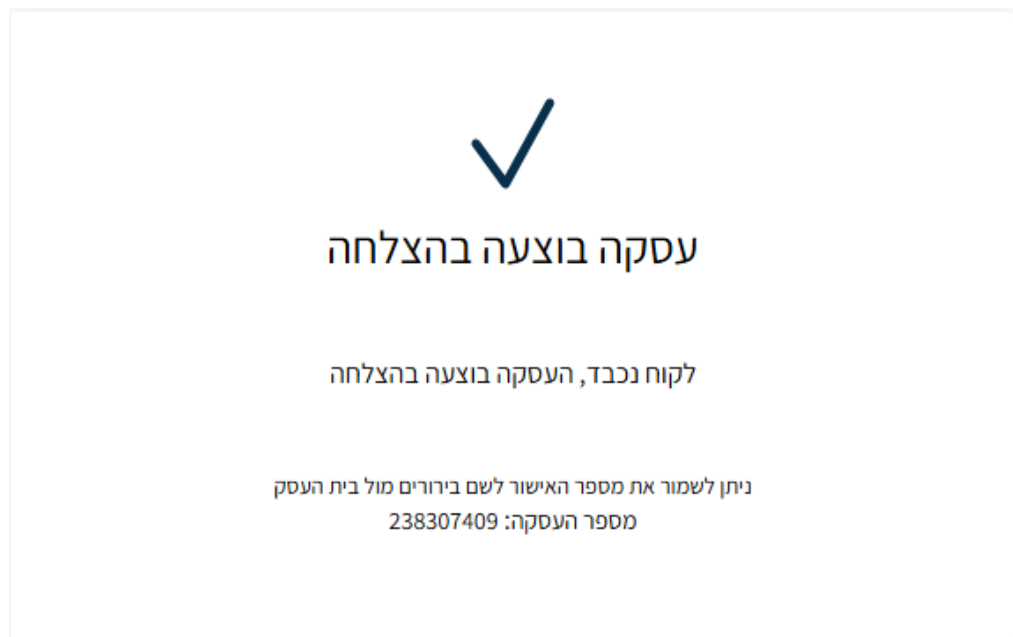 עסקה בוצעה בהצלחה
לקוח נכבד, העסקה בוצעה בהצלחה
ניתן לשמור את מספר האישור לשם בירורים מול בית העסק
מספר העסקה: 238307409